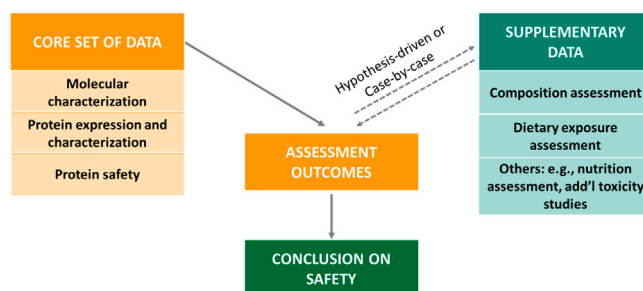 CORE SET OF DATA
Molecular
characterization
Protein expression and
characterization
Protein safety
Hypothesis-driven or
Case-by-case
SUPPLEMENTARY
DATA
Composition assessment
Dietary exposure
assessment
Others: e.g., nutrition
assessment, add'l toxicity
studies
ASSESSMENT
OUTCOMES
CONCLUSION ON
SAFETY